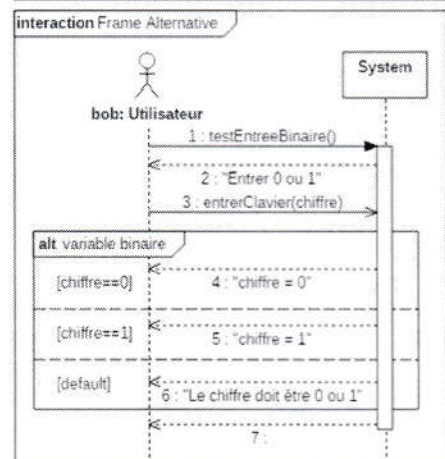 interaction Frame Alternative
System
bob: Utilisateur
1 : testEntreeBinaire()
2 : "Entrer 0 ou 1"
3 : entrerClavier(chiffre)
alt variable binaire
[chiffre==0]
4 : "chiffre = 0"
[chiffre==1]
5 : "chiffre = 1"
[default]
6 : "Le chiffre doit être 0 ou 1"
7 :